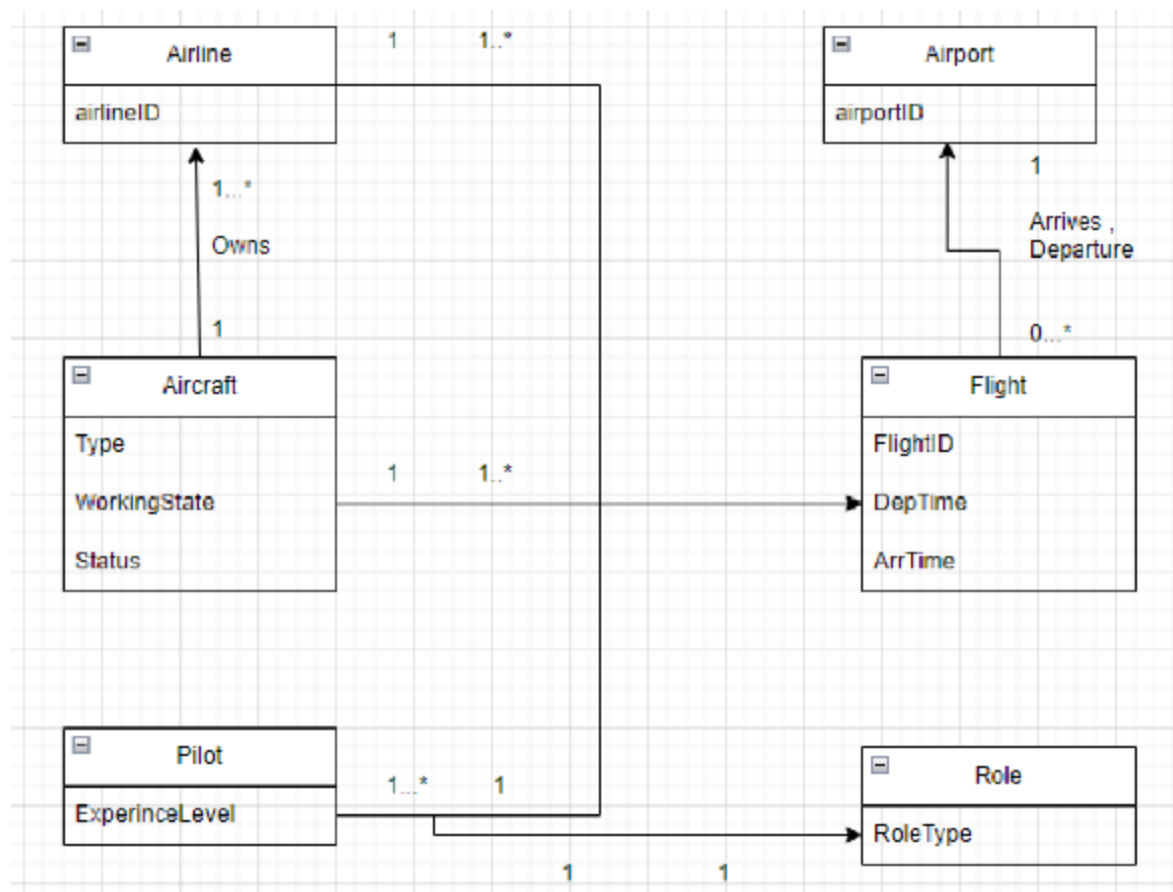 Airline
airlineID
1 1..*
Airport
airportID
1...*
Owns
1
1
Arrives ,
Departure
0...*
Aircraft
Type
WorkingState
Status
1 1..*
Flight
FlightID
DepTime
ArrTime
Pilot
ExperinceLevel
1...* 1
Role
RoleType
1 1